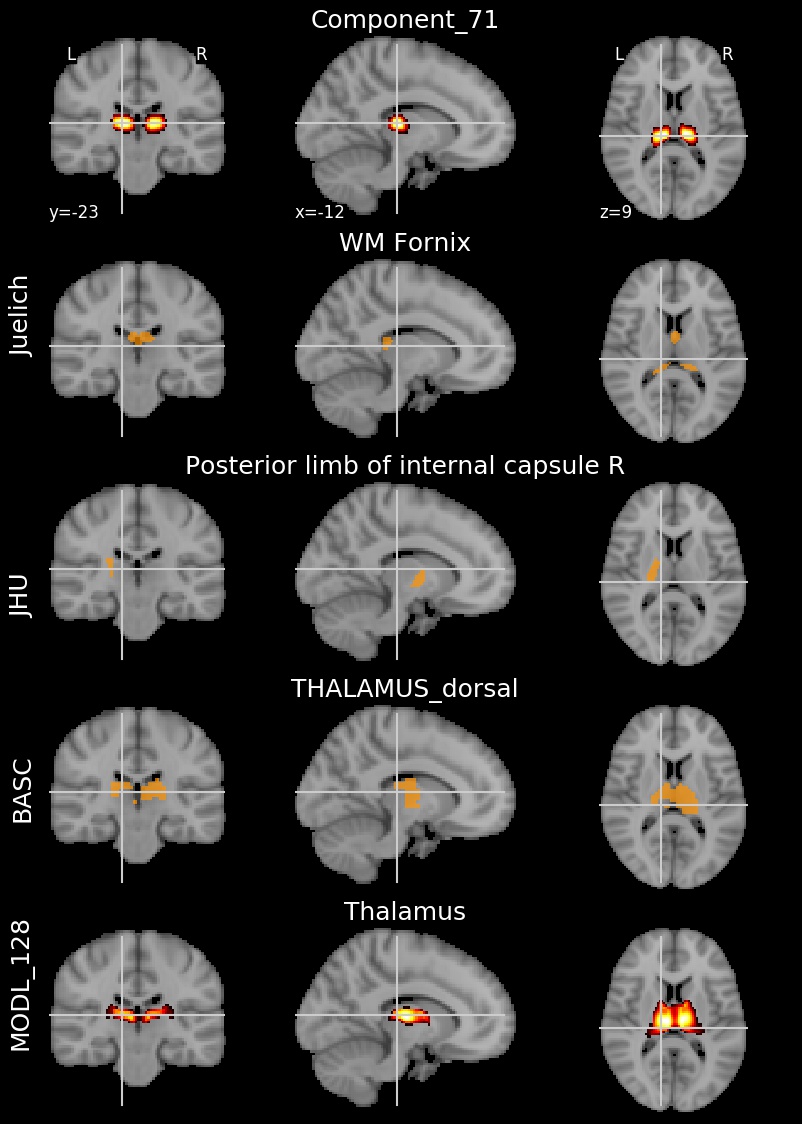 Component_71
L R L R
y=-23 x=-12 z=9
WM Fornix
Juelich
Posterior limb of internal capsule R
JHU
THALAMUS_dorsal
BASC
Thalamus
MODL_128